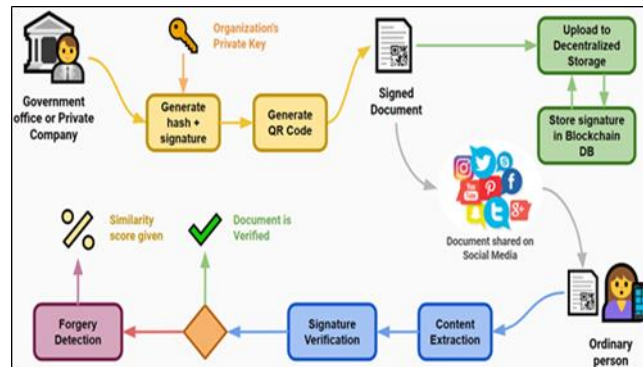 Organization's
Private Key
Government
office or Private
Company
Generate
hash +
signature
Generate
QR Code
Signed
Document
Upload to
Decentralized
Storage
Store signature
in Blockchain
DB
You
Tube
Document shared on
Social Media
Similarity
score given
Document is
Verified
Forgery
Detection
Signature
Verification
Content
Extraction
Ordinary
person